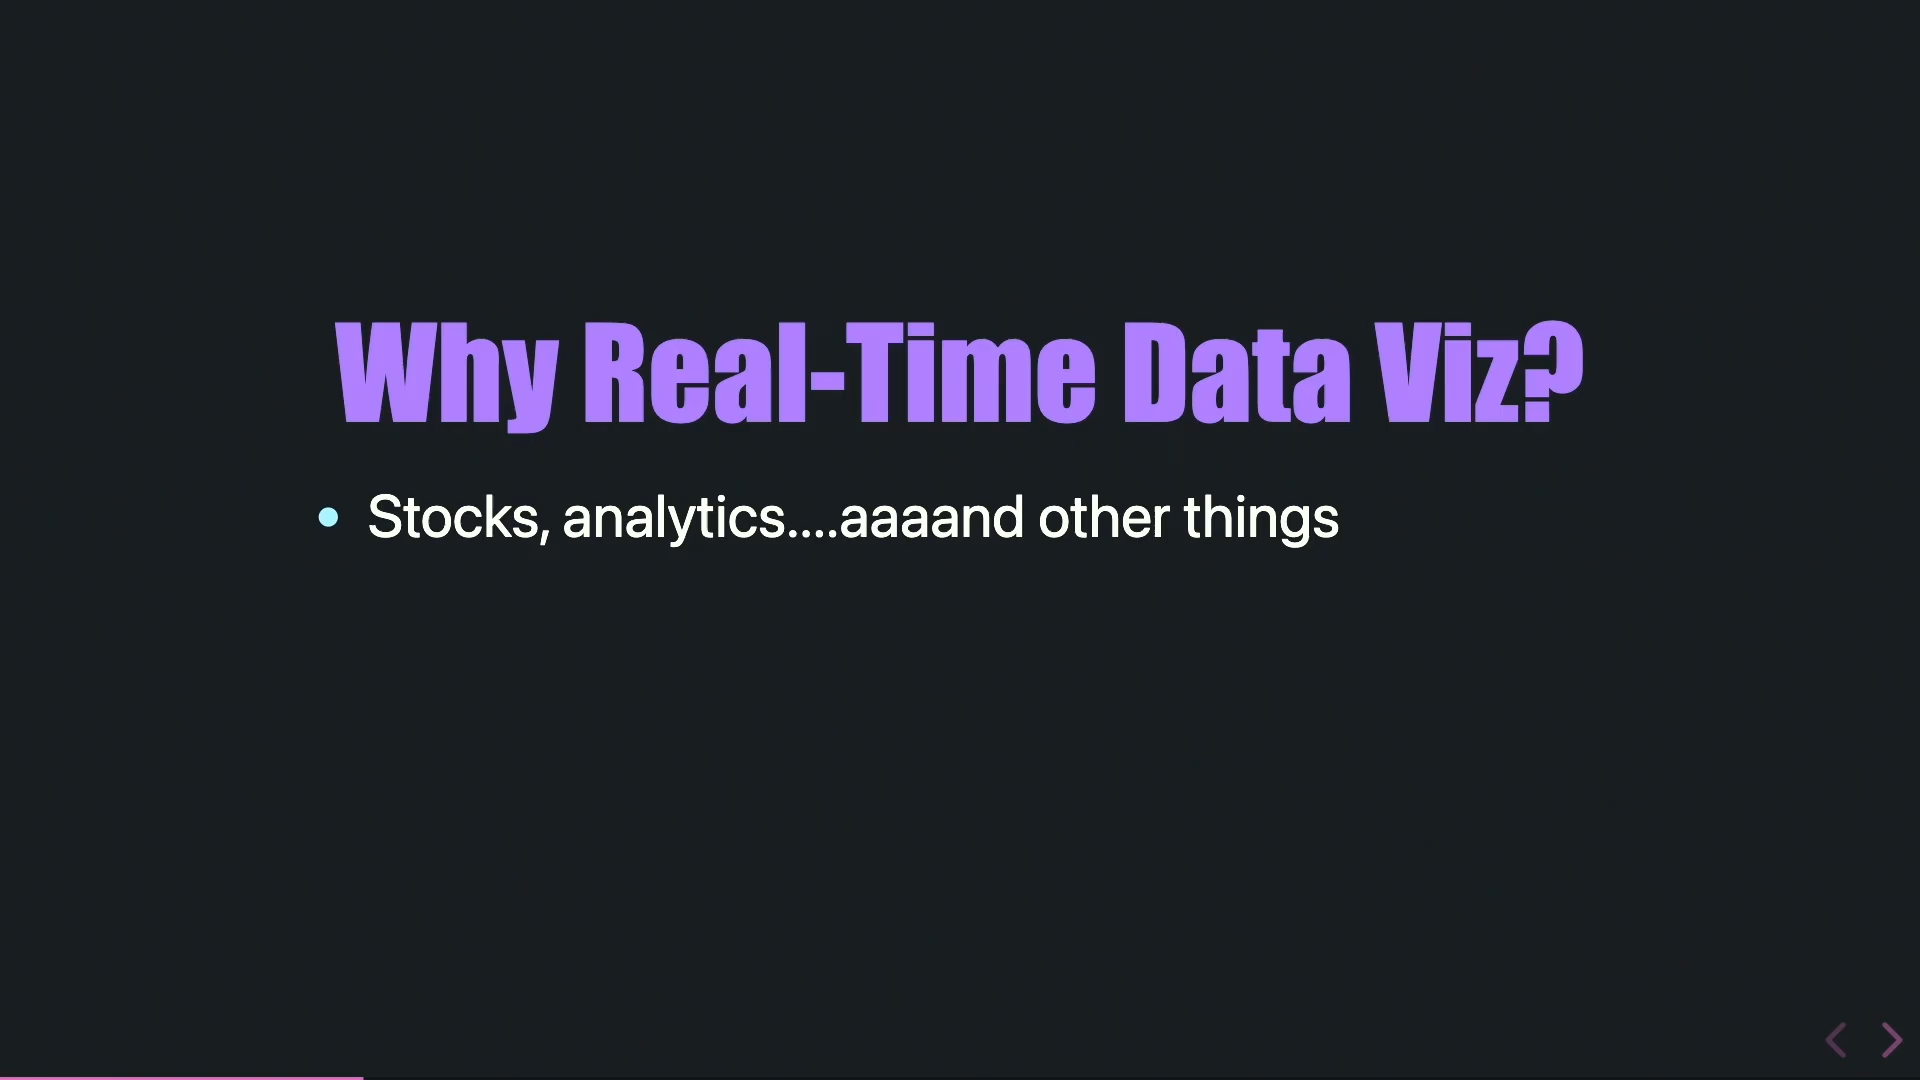 Why Real-Time Data Viz?
• Stocks, analytics....aaaand other things